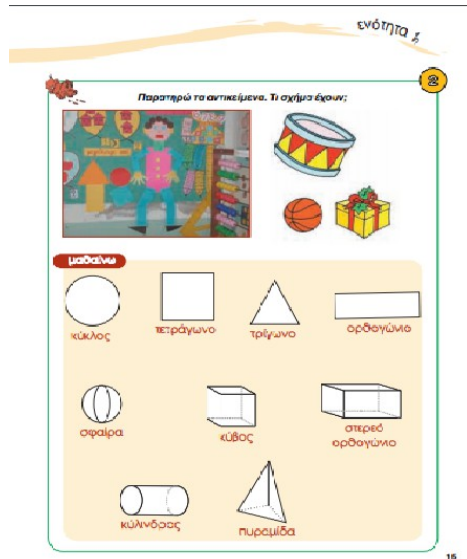 ενότητα 1
2
Παρατηρώ τα αντικείμενα. Τι σχήμα έχουν;
μαθαίνω
κύκλος
τετράγωνο
τρίγωνο
ορθογώνιο
σφαίρα
κύβος
στερεό
ορθογώνιο
κύλινδρος
πυραμίδα
15